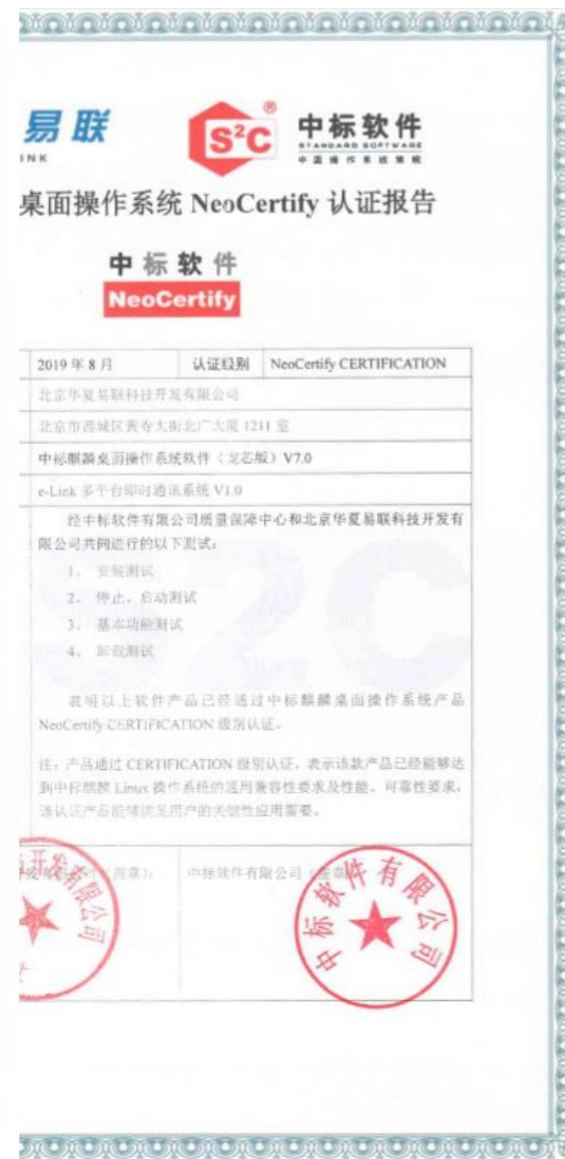 易联
INK
S²C®
中标软件
STANDARD SOFTWARE
中国操作系统旗舰
桌面操作系统 NeoCertify 认证报告
中标软件
NeoCertify
2019 年 8 月 认证级别 NeoCertify CERTIFICATION
北京华夏易联科技开发有限公司
北京市西城区黄寺大街北广大厦 1211 室
中标麒麟桌面操作系统软件（龙芯版）V7.0
e-Link 多平台即时通讯系统 V1.0
经中标软件有限公司质量保障中心和北京华夏易联科技开发有
限公司共同进行的以下测试：
1、 安装测试
2、 停止、启动测试
3、 基本功能测试
4、 卸载测试
表明以上软件产品已经通过中标麒麟桌面操作系统产品
NeoCertify CERTIFICATION 级别认证。
注：产品通过 CERTIFICATION 级别认证，表示该款产品已经能够达
到中标麒麟 Linux 操作系统的通用兼容性要求及性能、可靠性要求，
该认证产品能够满足用户的关键性应用需要。
（盖章）：
中标软件有限公司（盖章）
开发有限公司
中标软件有限公司
S2C